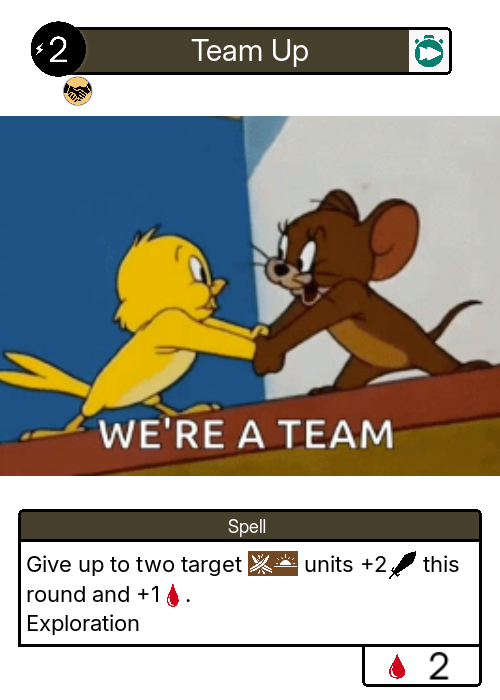 2
Team Up
WE'RE A TEAM
Spell
Give up to two target units +2 this
round and +1 .
Exploration
2